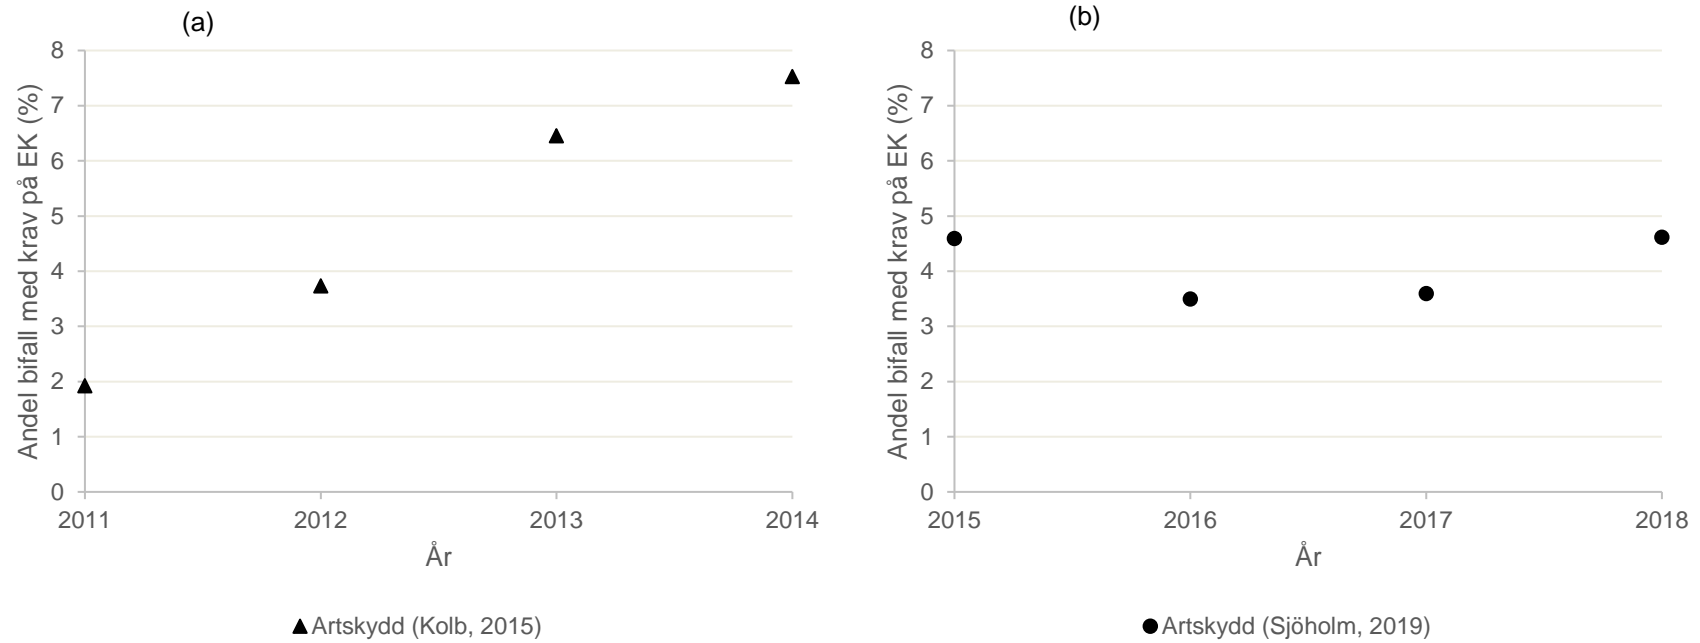 (a)
Andel bifall med krav på EK (%)
8
7
6
5
4
3
2
1
0
2011 2012 2013 2014
År
▲Artskydd (Kolb, 2015)
(b)
Andel bifall med krav på EK (%)
8
7
6
5
4
3
2
1
0
2015 2016 2017 2018
År
●Artskydd (Sjöholm, 2019)